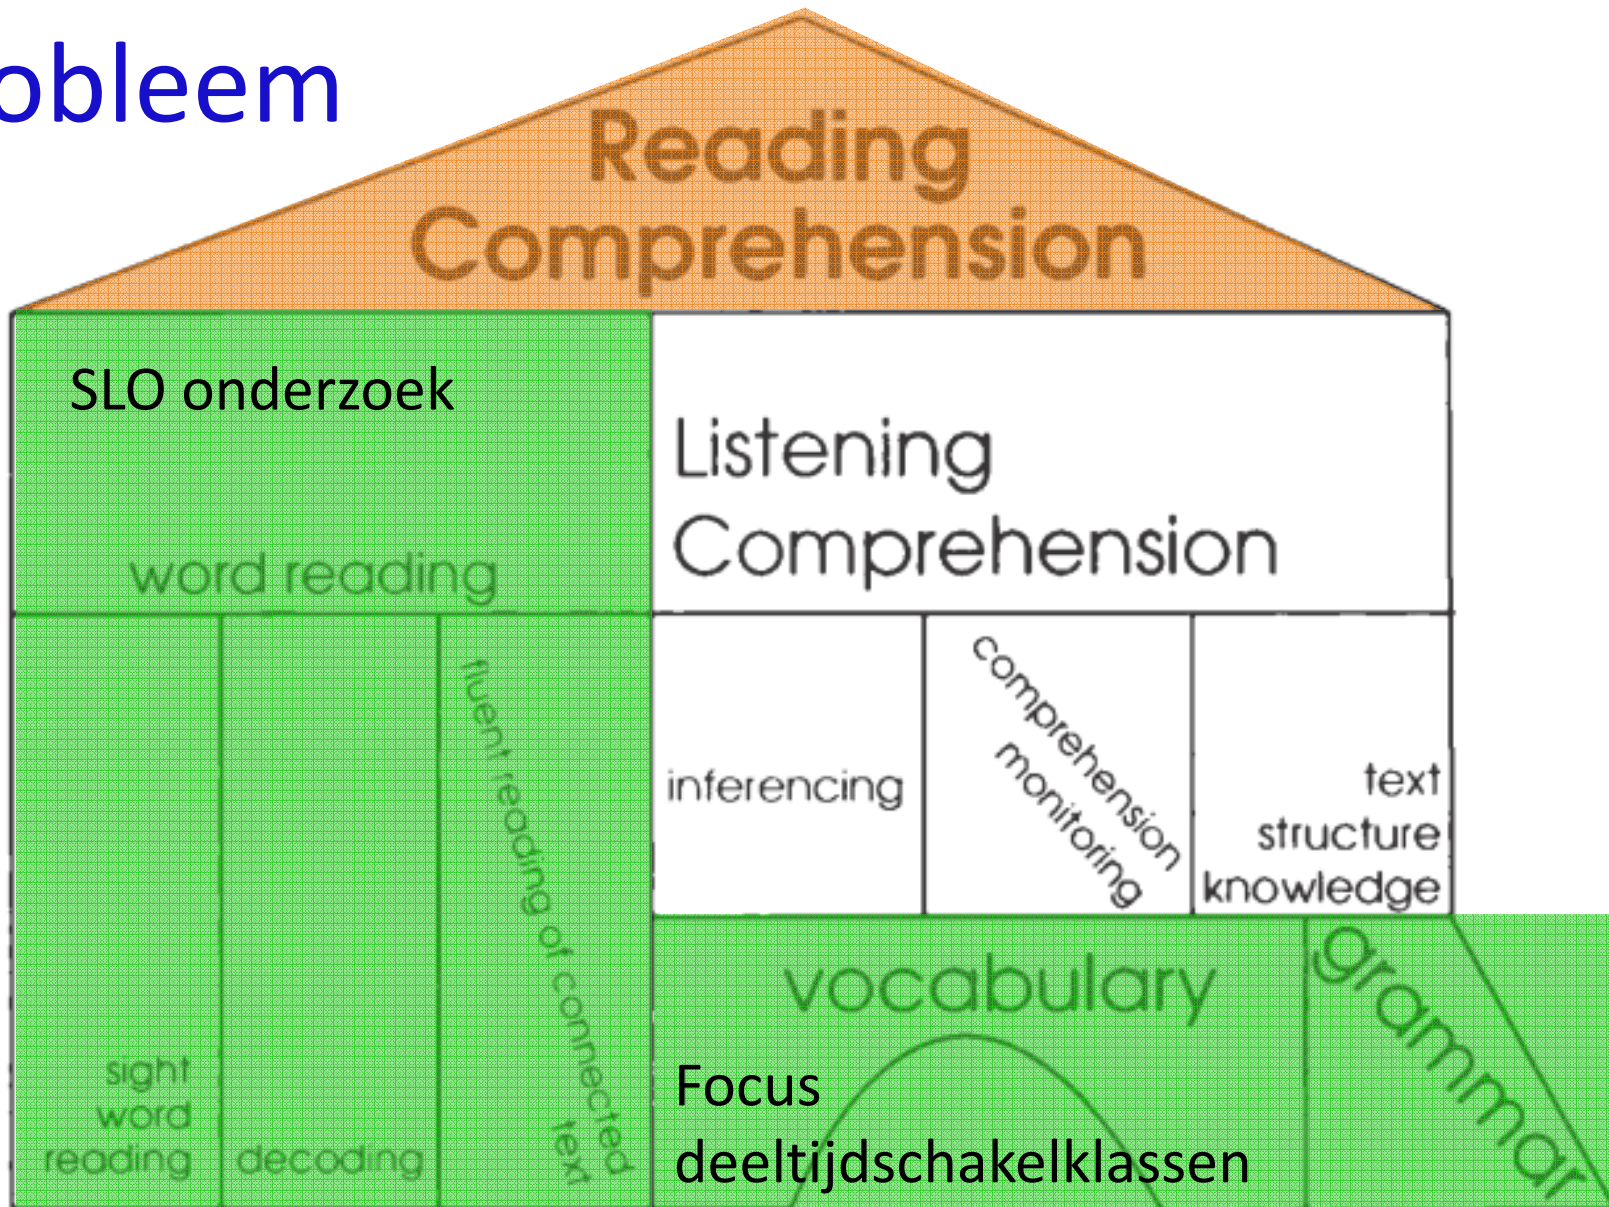 obleem
Reading
Comprehension
SLO onderzoek
word reading
Listening
Comprehension
sight
word
reading
decoding
fluent reading of connected
text
inferencing
comprehension
monitoring
text
structure
knowledge
vocabulary
grammar
Focus
deeltijdschakelklassen